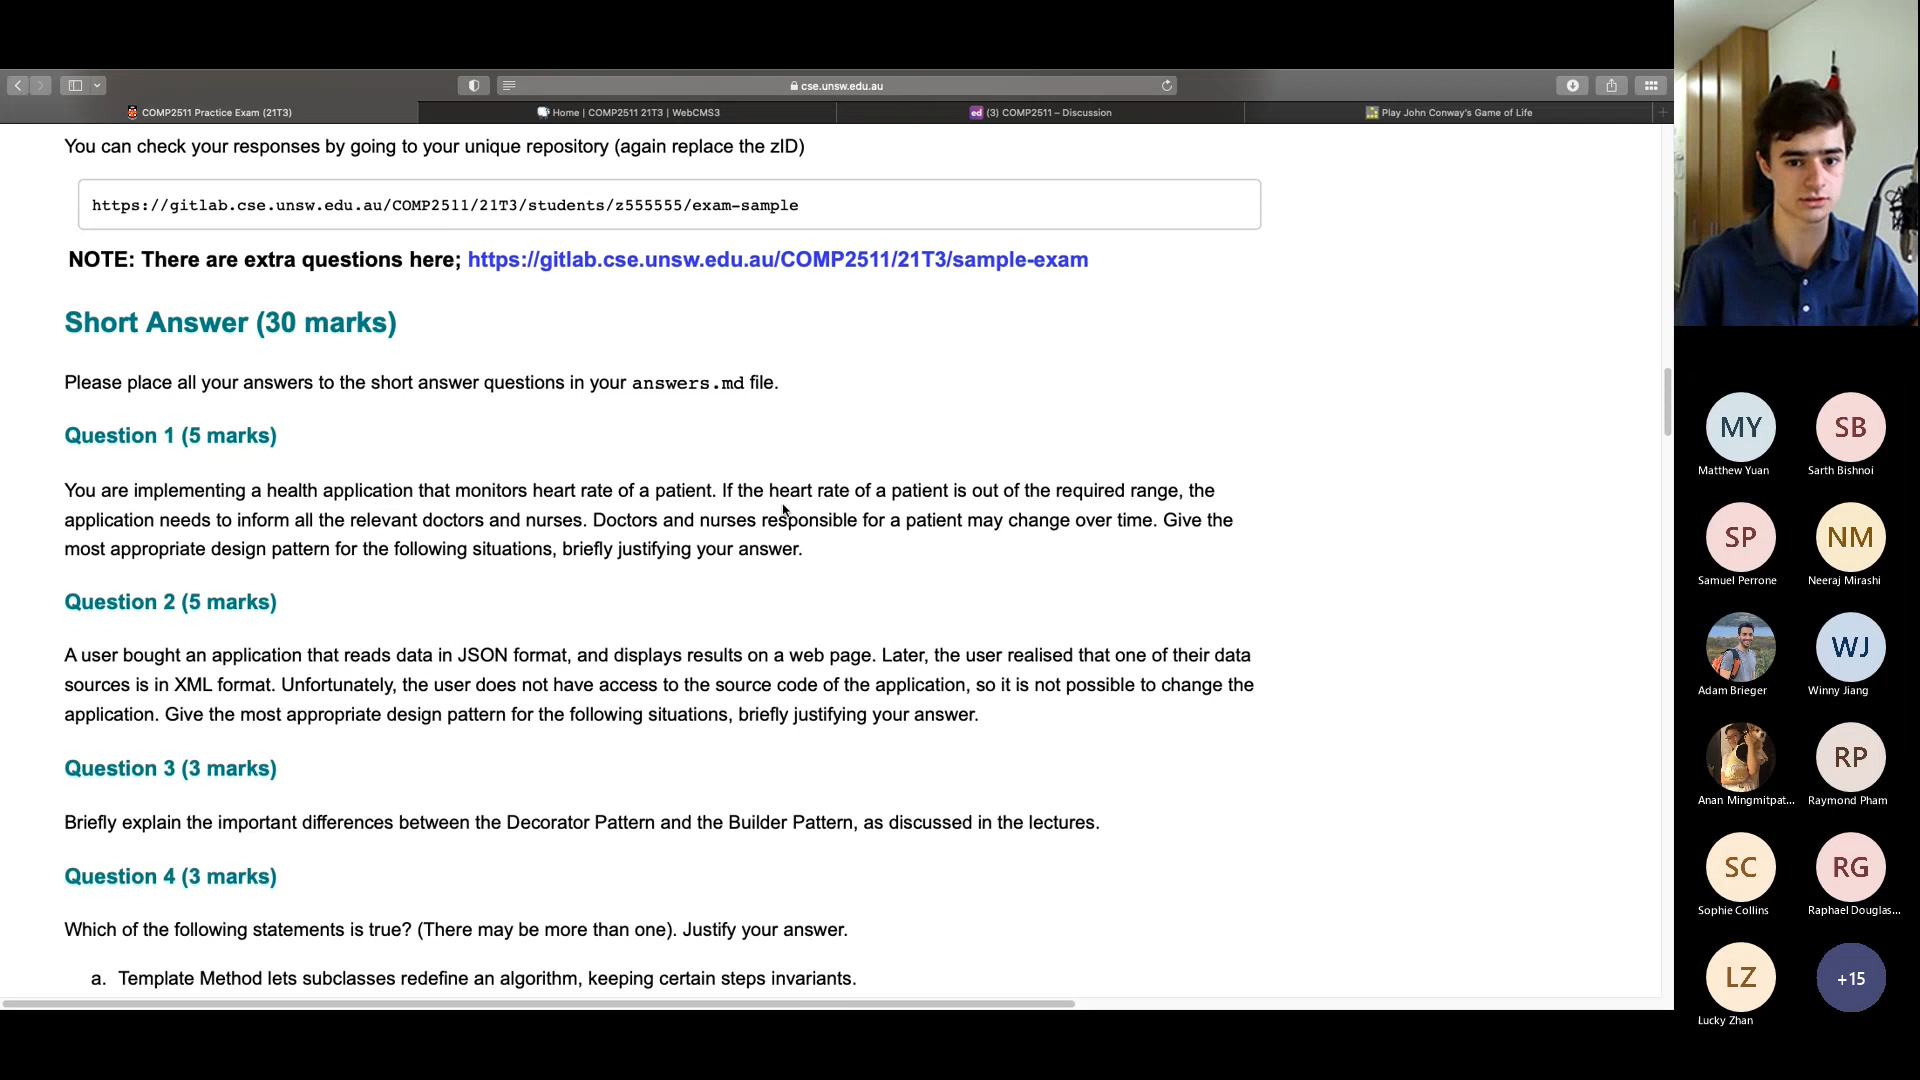 cse.unsw.edu.au
COMP2511 Practice Exam (21T3)
Home | COMP2511 21T3 | WebCMS3
ed (3) COMP2511 – Discussion
Play John Conway's Game of Life
You can check your responses by going to your unique repository (again replace the zID)
https://gitlab.cse.unsw.edu.au/COMP2511/21T3/students/z555555/exam-sample
NOTE: There are extra questions here; https://gitlab.cse.unsw.edu.au/COMP2511/21T3/sample-exam
Short Answer (30 marks)
Please place all your answers to the short answer questions in your answers.md file.
Question 1 (5 marks)
You are implementing a health application that monitors heart rate of a patient. If the heart rate of a patient is out of the required range, the
application needs to inform all the relevant doctors and nurses. Doctors and nurses responsible for a patient may change over time. Give the
most appropriate design pattern for the following situations, briefly justifying your answer.
Question 2 (5 marks)
A user bought an application that reads data in JSON format, and displays results on a web page. Later, the user realised that one of their data
sources is in XML format. Unfortunately, the user does not have access to the source code of the application, so it is not possible to change the
application. Give the most appropriate design pattern for the following situations, briefly justifying your answer.
Question 3 (3 marks)
Briefly explain the important differences between the Decorator Pattern and the Builder Pattern, as discussed in the lectures.
Question 4 (3 marks)
Which of the following statements is true? (There may be more than one). Justify your answer.
a. Template Method lets subclasses redefine an algorithm, keeping certain steps invariants.
MY SB
Matthew Yuan Sarth Bishnoi
SP NM
Samuel Perrone Neeraj Mirashi
WJ
Adam Brieger Winny Jiang
RP
Anan Mingmitpat... Raymond Pham
SC RG
Sophie Collins Raphael Douglas...
LZ +15
Lucky Zhan